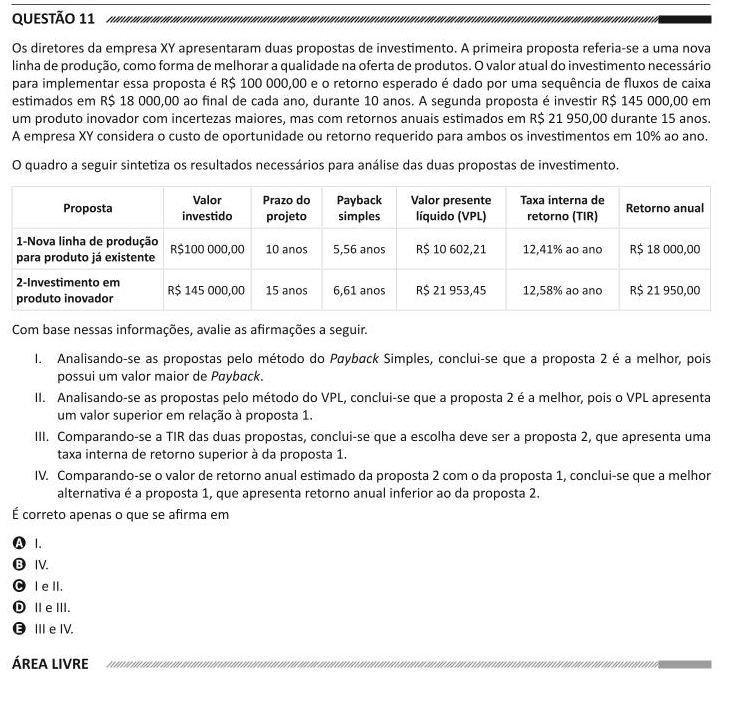 QUESTÃO 11
Os diretores da empresa XY apresentaram duas propostas de investimento. A primeira proposta referia-se a uma nova
linha de produção, como forma de melhorar a qualidade na oferta de produtos. O valor atual do investimento necessário
para implementar essa proposta é R$ 100 000,00 e o retorno esperado é dado por uma sequência de fluxos de caixa
estimados em R$ 18 000,00 ao final de cada ano, durante 10 anos. A segunda proposta é investir R$ 145 000,00 em
um produto inovador com incertezas maiores, mas com retornos anuais estimados em R$ 21 950,00 durante 15 anos.
A empresa XY considera o custo de oportunidade ou retorno requerido para ambos os investimentos em 10% ao ano.
O quadro a seguir sintetiza os resultados necessários para análise das duas propostas de investimento.
Proposta Valor investido Prazo do projeto Payback simples Valor presente líquido (VPL) Taxa interna de retorno (TIR) Retorno anual
1-Nova linha de produção para produto já existente R$100 000,00 10 anos 5,56 anos R$ 10 602,21 12,41% ao ano R$ 18 000,00
2-Investimento em produto inovador R$ 145 000,00 15 anos 6,61 anos R$ 21 953,45 12,58% ao ano R$ 21 950,00
Com base nessas informações, avalie as afirmações a seguir.
I. Analisando-se as propostas pelo método do Payback Simples, conclui-se que a proposta 2 é a melhor, pois
possui um valor maior de Payback.
II. Analisando-se as propostas pelo método do VPL, conclui-se que a proposta 2 é a melhor, pois o VPL apresenta
um valor superior em relação à proposta 1.
III. Comparando-se a TIR das duas propostas, conclui-se que a escolha deve ser a proposta 2, que apresenta uma
taxa interna de retorno superior à da proposta 1.
IV. Comparando-se o valor de retorno anual estimado da proposta 2 com o da proposta 1, conclui-se que a melhor
alternativa é a proposta 1, que apresenta retorno anual inferior ao da proposta 2.
É correto apenas o que se afirma em
A I.
B IV.
C I e II.
D II e III.
E III e IV.
ÁREA LIVRE